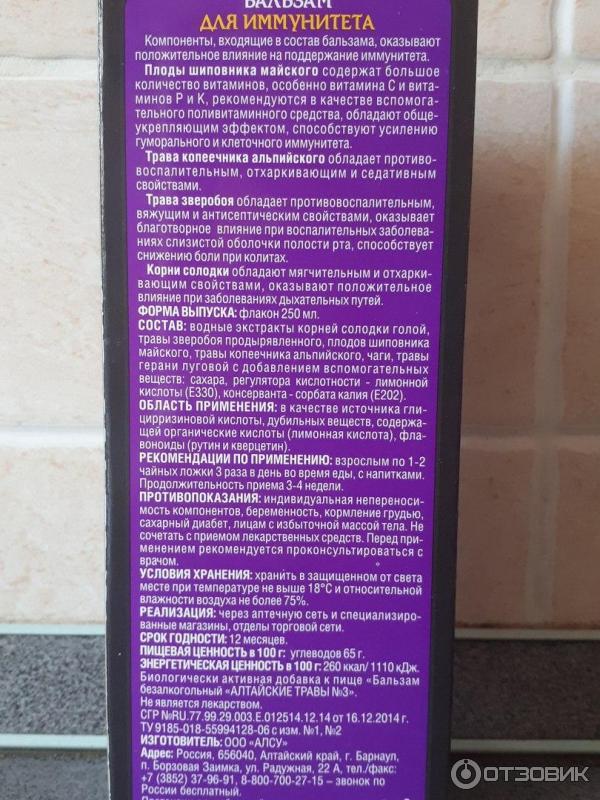 БАЛЬЗАМ
ДЛЯ ИММУНИТЕТА
Компоненты, входящие в состав бальзама, оказывают
положительное влияние на поддержание иммунитета.
Плоды шиповника майского содержат большое
количество витаминов, особенно витамина С и вита-
минов Р и К, рекомендуются в качестве вспомога-
тельного поливитаминного средства, обладают обще-
укрепляющим эффектом, способствуют усилению
гуморального и клеточного иммунитета.
Трава копеечника альпийского обладает противо-
воспалительным, отхаркивающим и седативным
свойствами.
Трава зверобоя обладает противовоспалительным,
вяжущим и антисептическим свойствами, оказывает
благотворное влияние при воспалительных заболева-
ниях слизистой оболочки полости рта, способствует
снижению боли при колитах.
Корни солодки обладают мягчительным и отхарки-
вающим свойствами, оказывают положительное
влияние при заболеваниях дыхательных путей.
ФОРМА ВЫПУСКА: флакон 250 мл.
СОСТАВ: водные экстракты корней солодки голой,
травы зверобоя продырявленного, плодов шиповника
майского, травы копеечника альпийского, чаги, травы
герани луговой с добавлением вспомогательных
веществ: сахара, регулятора кислотности - лимонной
кислоты (Е330), консерванта - сорбата калия (Е202).
ОБЛАСТЬ ПРИМЕНЕНИЯ: в качестве источника гли-
цирризиновой кислоты, дубильных веществ, содержа-
щей органические кислоты (лимонная кислота), фла-
воноиды (рутин и кверцетин).
РЕКОМЕНДАЦИИ ПО ПРИМЕНЕНИЮ: взрослым по 1-2
чайных ложки 3 раза в день во время еды, с напитками.
Продолжительность приема 3-4 недели.
ПРОТИВОПОКАЗАНИЯ: индивидуальная непереноси-
мость компонентов, беременность, кормление грудью,
сахарный диабет, лицам с избыточной массой тела. Не
сочетать с приемом лекарственных средств. Перед при-
менением рекомендуется проконсультироваться с
врачом.
УСЛОВИЯ ХРАНЕНИЯ: хранить в защищенном от света
месте при температуре не выше 18°С и относительной
влажности воздуха не более 75%.
РЕАЛИЗАЦИЯ: через аптечную сеть и специализиро-
ванные магазины, отделы торговой сети.
СРОК ГОДНОСТИ: 12 месяцев.
ПИЩЕВАЯ ЦЕННОСТЬ в 100 г: углеводов 65 г.
ЭНЕРГЕТИЧЕСКАЯ ЦЕННОСТЬ в 100 г: 260 ккал/ 1110 кДж.
Биологически активная добавка к пище «Бальзам
безалкогольный «АЛТАЙСКИЕ ТРАВЫ №3».
Не является лекарством.
СГР №RU.77.99.29.003.Е.012514.12.14 от 16.12.2014 г.
ТУ 9185-018-55994128-06 с изм. №1, №2
ИЗГОТОВИТЕЛЬ: ООО «АЛСУ»
Адрес: Россия, 656040, Алтайский край, г. Барнаул,
п. Борзовая Заимка, ул. Радужная, 22 А, тел./факс:
+7 (3852) 37-96-91, 8-800-700-27-15 – звонок по
России бесплатный.
ОТЗОВИК